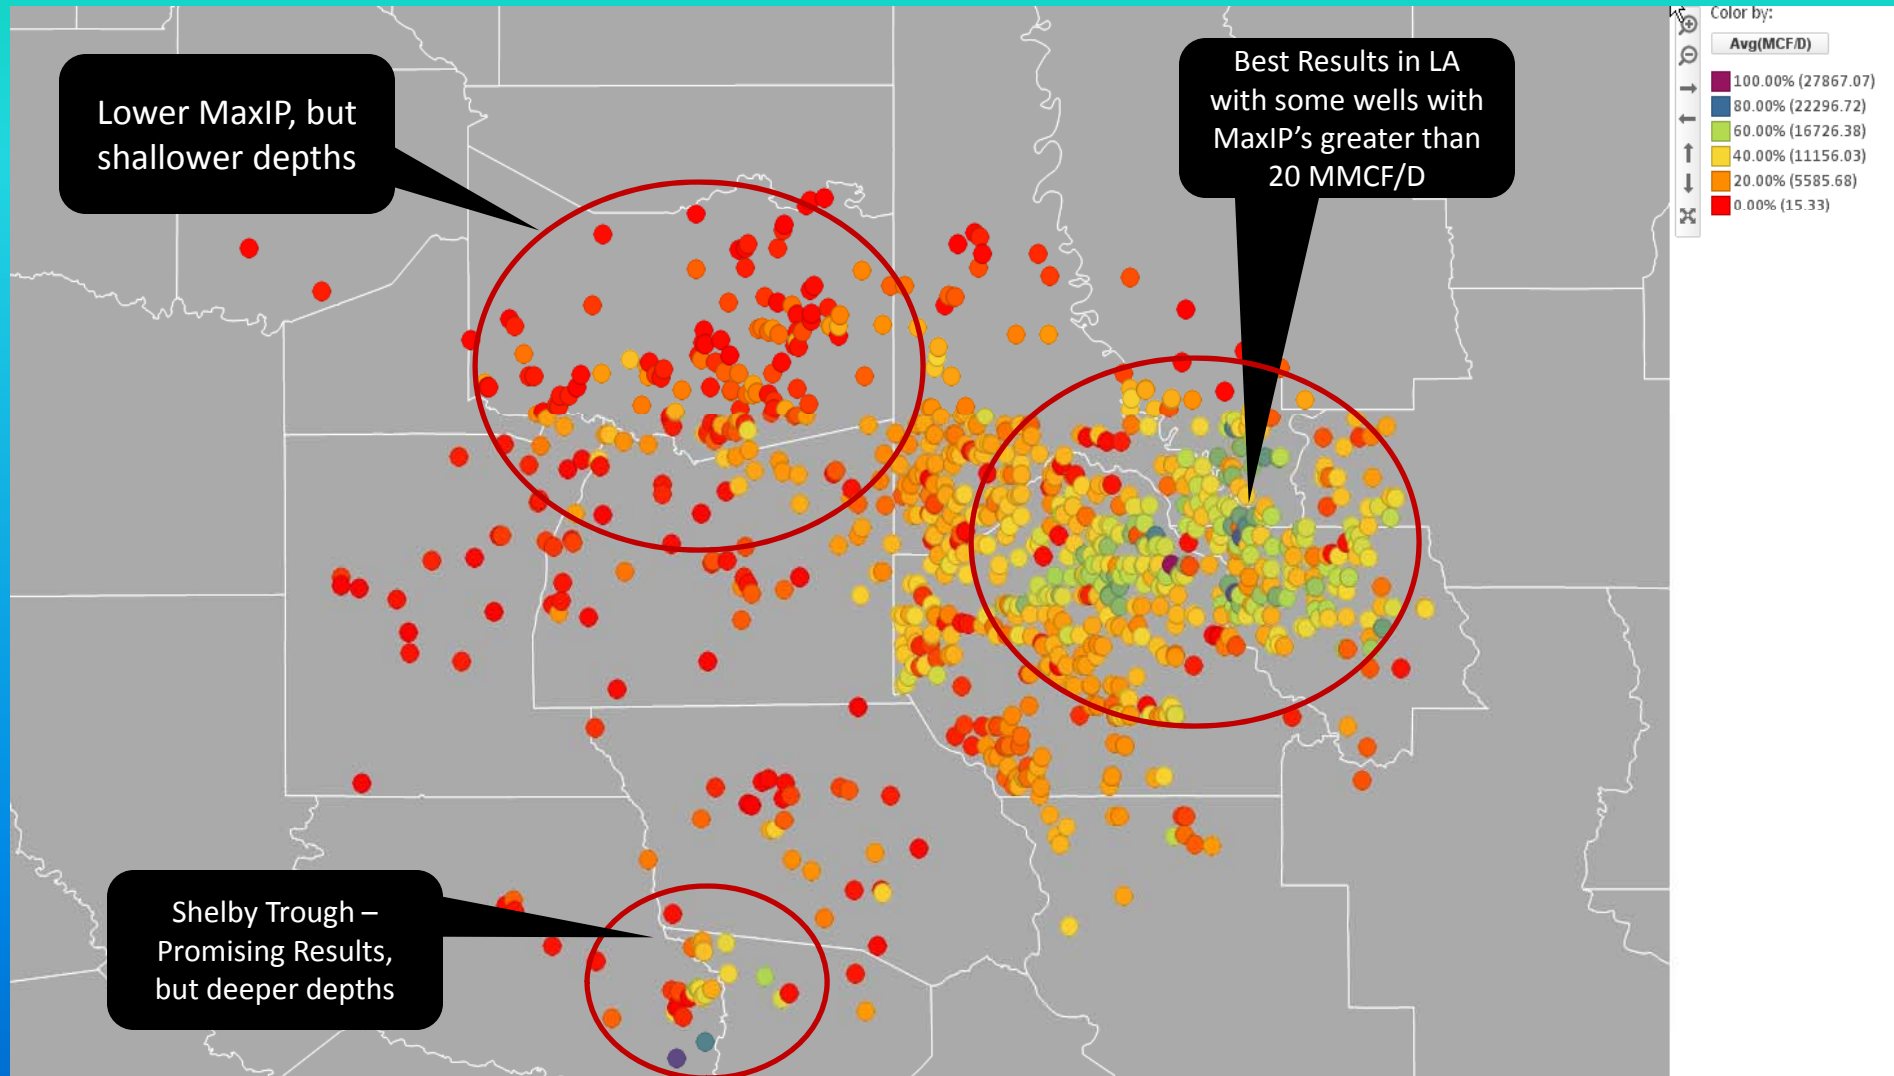 Lower MaxIP, but
shallower depths
Best Results in LA
with some wells with
MaxIP's greater than
20 MMCF/D
Shelby Trough –
Promising Results,
but deeper depths
Color by:
Avg(MCF/D)
100.00% (27867.07)
80.00% (22296.72)
60.00% (16726.38)
40.00% (11156.03)
20.00% (5585.68)
0.00% (15.33)